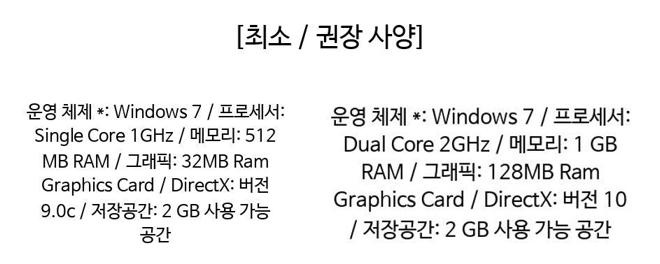 [최소 / 권장 사양]
운영 체제 *: Windows 7 / 프로세서:
Single Core 1GHz / 메모리: 512
MB RAM / 그래픽: 32MB Ram
Graphics Card / DirectX: 버전
9.0c / 저장공간: 2 GB 사용 가능
공간
운영 체제 *: Windows 7 / 프로세서:
Dual Core 2GHz / 메모리: 1 GB
RAM / 그래픽: 128MB Ram
Graphics Card / DirectX: 버전 10
/ 저장공간: 2 GB 사용 가능 공간